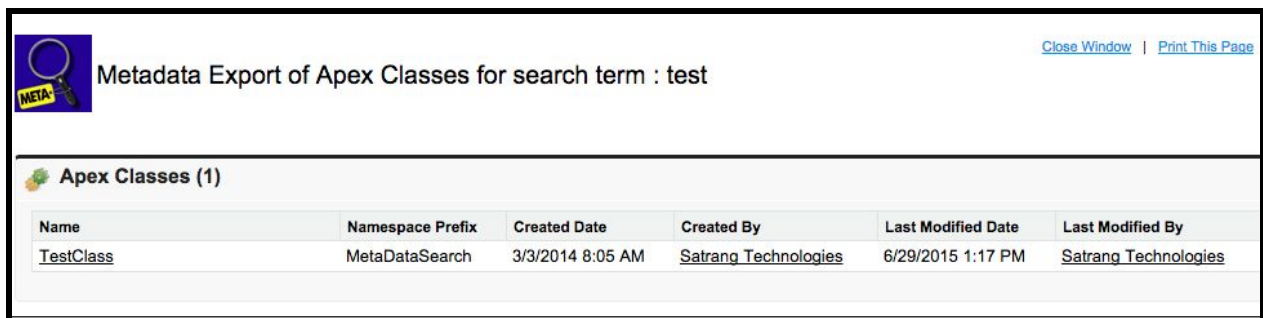 Close Window | Print This Page
META-
Metadata Export of Apex Classes for search term : test
Apex Classes (1)
Name Namespace Prefix Created Date Created By Last Modified Date Last Modified By
TestClass MetaDataSearch 3/3/2014 8:05 AM Satrang Technologies 6/29/2015 1:17 PM Satrang Technologies